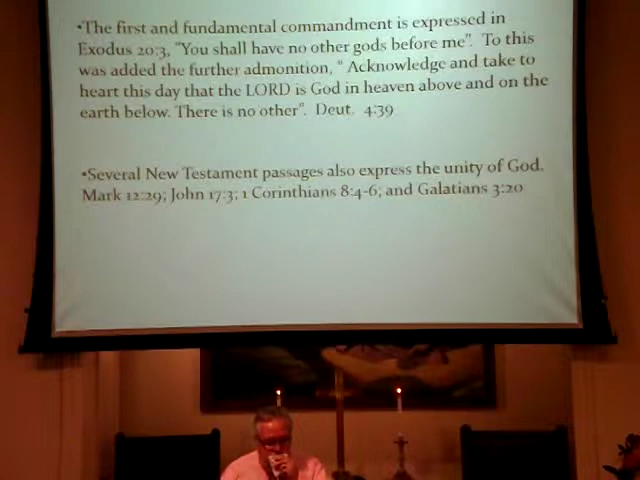 •The first and fundamental commandment is expressed in
Exodus 20:3, "You shall have no other gods before me". To this
was added the further admonition, " Acknowledge and take to
heart this day that the LORD is God in heaven above and on the
earth below. There is no other". Deut. 4:39
•Several New Testament passages also express the unity of God.
Mark 12:29; John 17:3; 1 Corinthians 8:4-6; and Galatians 3:20